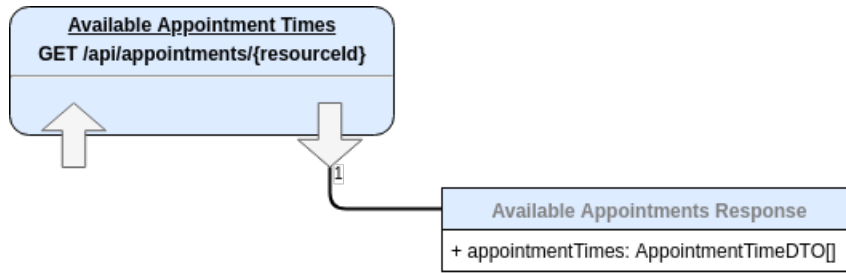 Available Appointment Times
GET /api/appointments/{resourceId}
1
Available Appointments Response
+ appointmentTimes: AppointmentTimeDTO[]